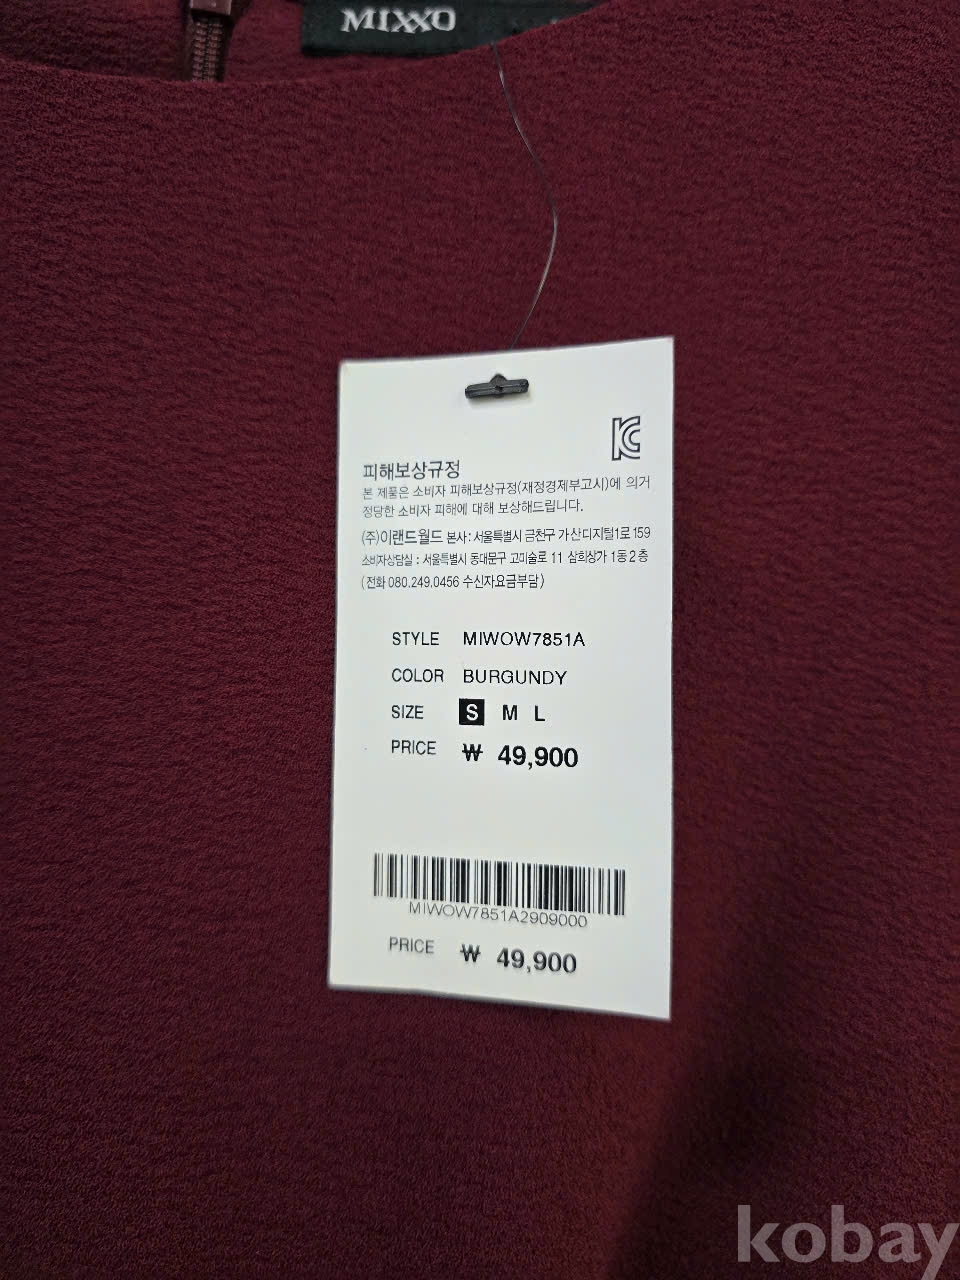 MIXXO
KC
피해보상규정
본 제품은 소비자 피해보상규정(재정경제부고시)에 의거
정당한 소비자 피해에 대해 보상해드립니다.
(주)이랜드월드 본사 : 서울특별시 금천구 가산디지털1로 159
소비자상담실 : 서울특별시 동대문구 고미술로 11 삼희상가 1동 2층
(전화 080.249.0456 수신자요금부담)
STYLE MIWOW7851A
COLOR BURGUNDY
SIZE S M L
PRICE ₩ 49,900
MIWOW7851A2909000
PRICE ₩ 49,900
kobay